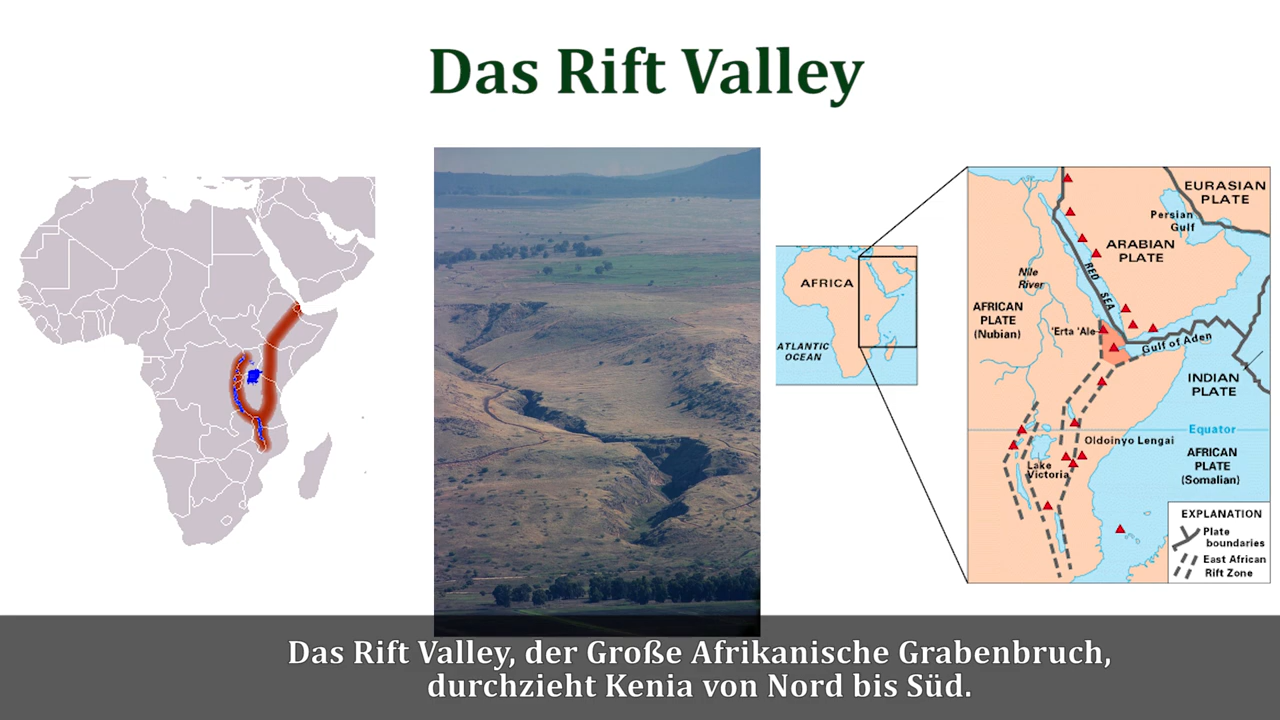 Das Rift Valley
AFRICA
ATLANTIC
OCEAN
EURASIAN
PLATE
Persian
Gulf
ARABIAN
PLATE
RED SEA
Nile
River
AFRICAN
PLATE
(Nubian)
'Erta 'Ale
Gulf of Aden
INDIAN
PLATE
Equator
Oldoinyo Lengai
AFRICAN
PLATE
(Somalian)
Lake
Victoria
EXPLANATION
Plate
boundaries
East African
Rift Zone
Das Rift Valley, der Große Afrikanische Grabenbruch,
durchzieht Kenia von Nord bis Süd.